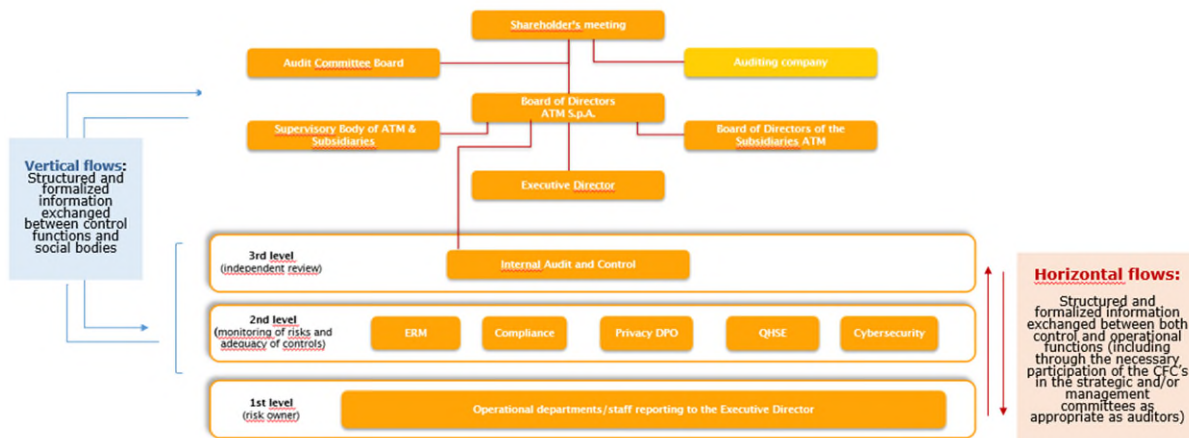 Shareholder's meeting
Audit Committee Board
Auditing company
Board of Directors
ATM S.p.A.
Supervisory Body of ATM &
Subsidiaries
Board of Directors of the
Subsidiaries ATM
Executive Director
Vertical flows:
Structured and
formalized
information
exchanged
between control
functions and
social bodies
3rd level
(independent review)
Internal Audit and Control
2nd level
(monitoring of risks and
adequacy of controls)
ERM
Compliance
Privacy DPO
QHSE
Cybersecurity
1st level
(risk owner)
Operational departments/staff reporting to the Executive Director
Horizontal flows:
Structured and
formalized information
exchanged between both
control and operational
functions (including
through the necessary
participation of the CFC's
in the strategic and/or
management
committees as
appropriate as auditors)